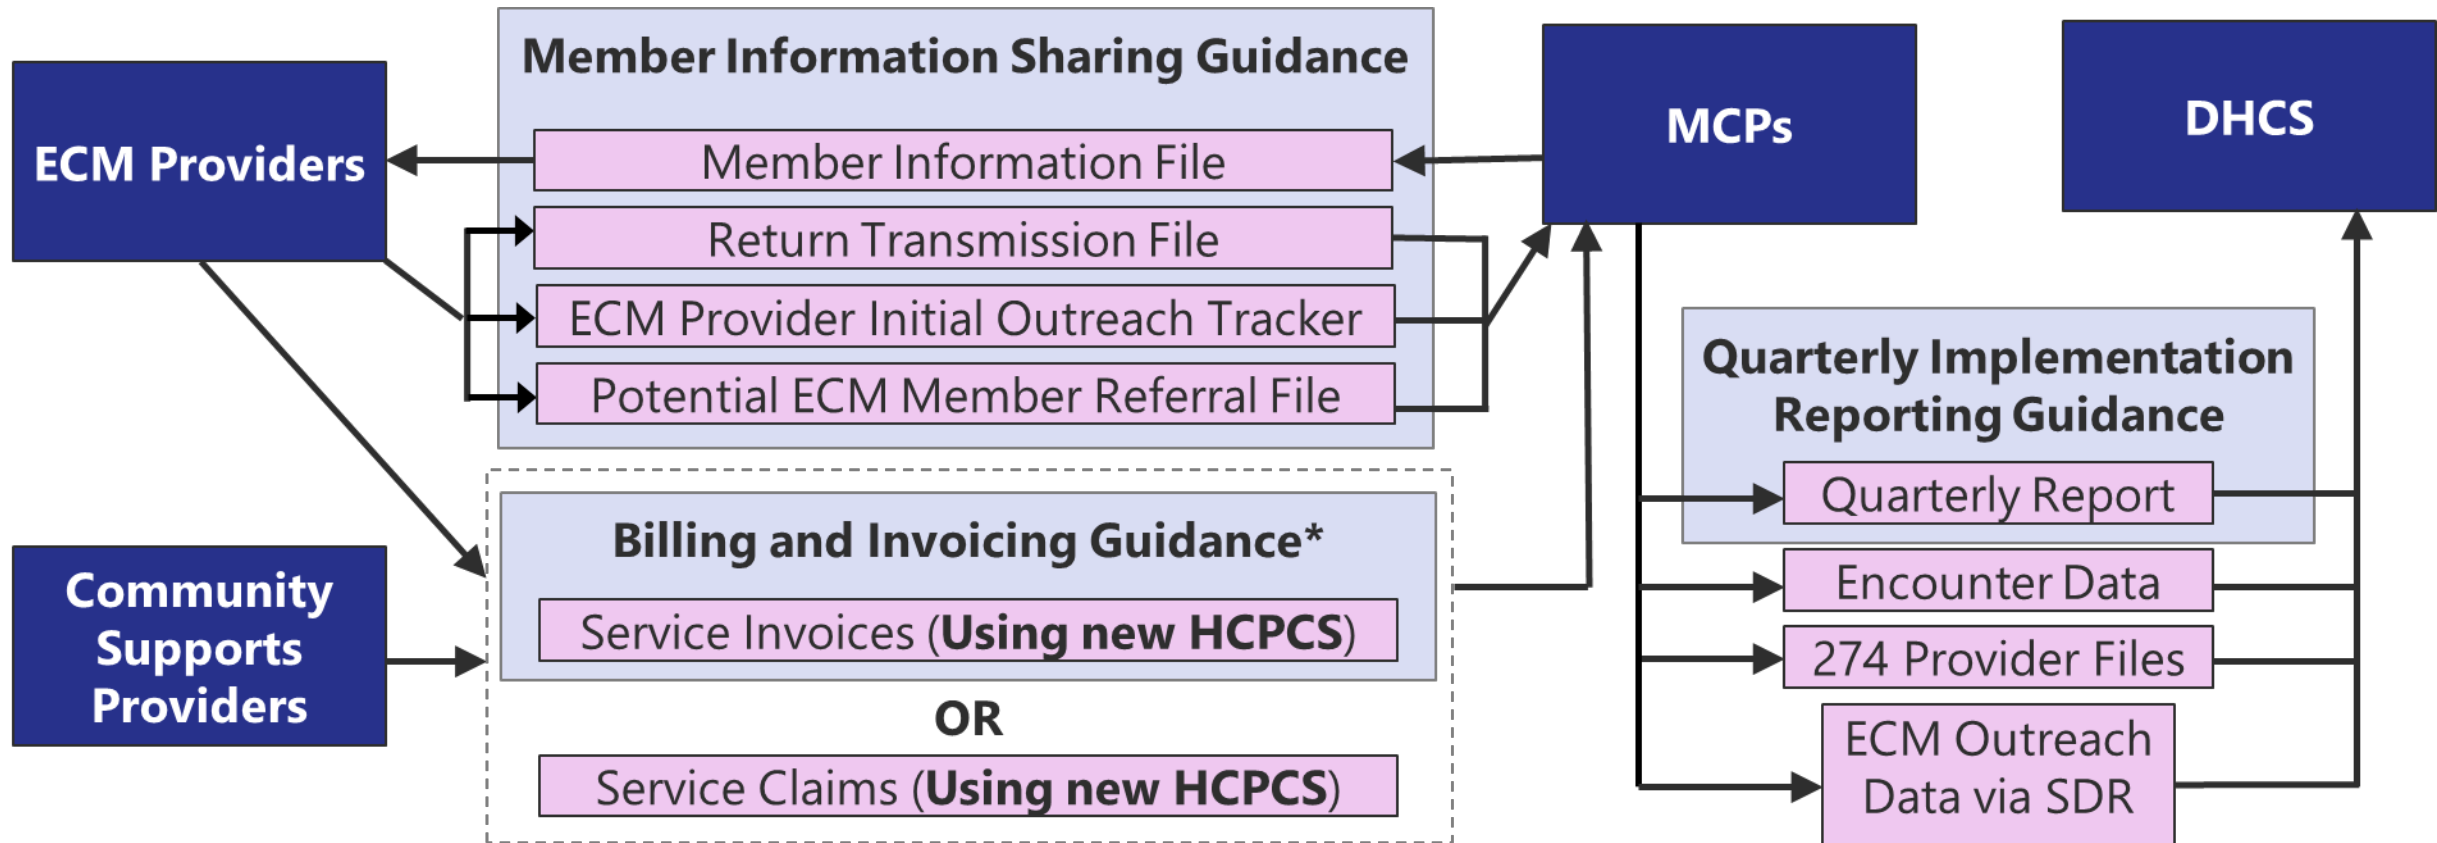 ECM Providers
Member Information Sharing Guidance
Member Information File
Return Transmission File
ECM Provider Initial Outreach Tracker
Potential ECM Member Referral File
MCPs
DHCS
Community
Supports
Providers
Billing and Invoicing Guidance*
Service Invoices (Using new HCPCS)
OR
Service Claims (Using new HCPCS)
Quarterly Implementation
Reporting Guidance
Quarterly Report
Encounter Data
274 Provider Files
ECM Outreach
Data via SDR